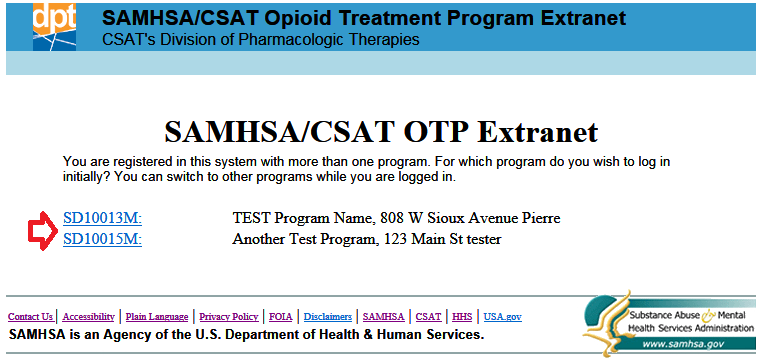 dpt
SAMHSA/CSAT Opioid Treatment Program Extranet
CSAT's Division of Pharmacologic Therapies
SAMHSA/CSAT OTP Extranet
You are registered in this system with more than one program. For which program do you wish to log in
initially? You can switch to other programs while you are logged in.
SD10013M: TEST Program Name, 808 W Sioux Avenue Pierre
SD10015M: Another Test Program, 123 Main St tester
Contact Us | Accessibility | Plain Language | Privacy Policy | FOIA | Disclaimers | SAMHSA | CSAT | HHS | USA.gov
SAMHSA is an Agency of the U.S. Department of Health & Human Services.
Substance Abuse & Mental
Health Services Administration
www.samhsa.gov